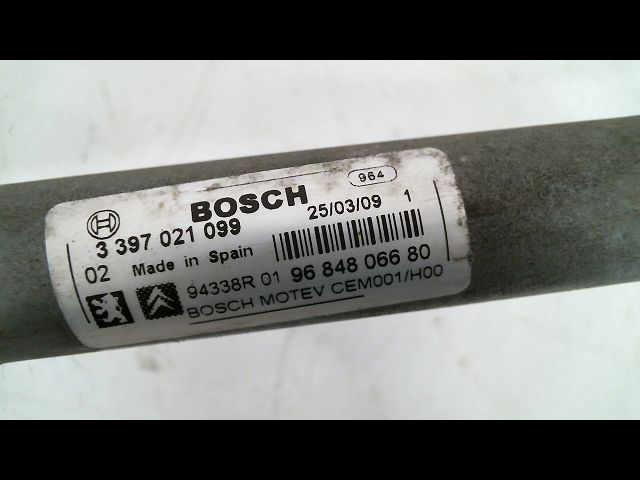 964
BOSCH
25/03/09 1
3 397 021 099
02 Made in Spain
94338R 01 96 848 066 80
BOSCH MOTEV CEM001/H00